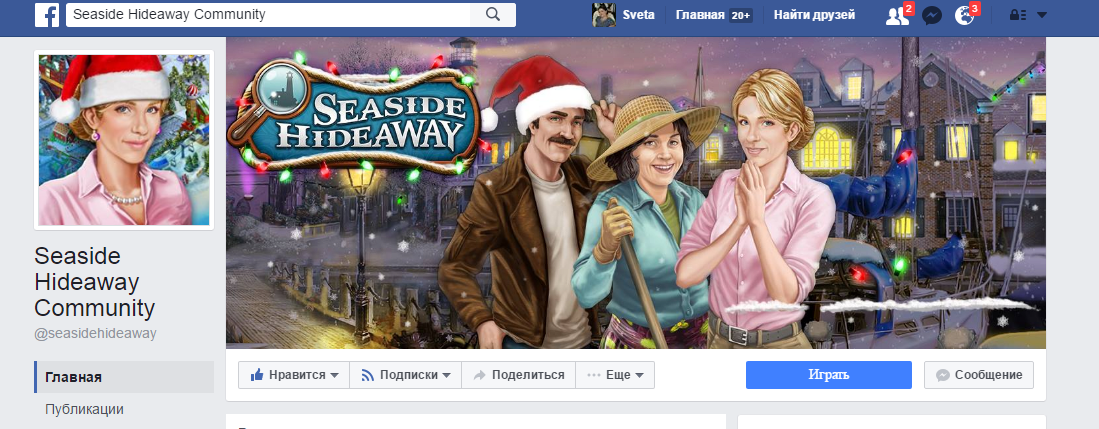 Seaside Hideaway Community
Sveta
Главная 20+
Найти друзей
2
3
SEASIDE
HIDEAWAY
Seaside
Hideaway
Community
@seasidehideaway
Главная
Публикации
Нравится
Подписки
Поделиться
Еще
Играть
Сообщение